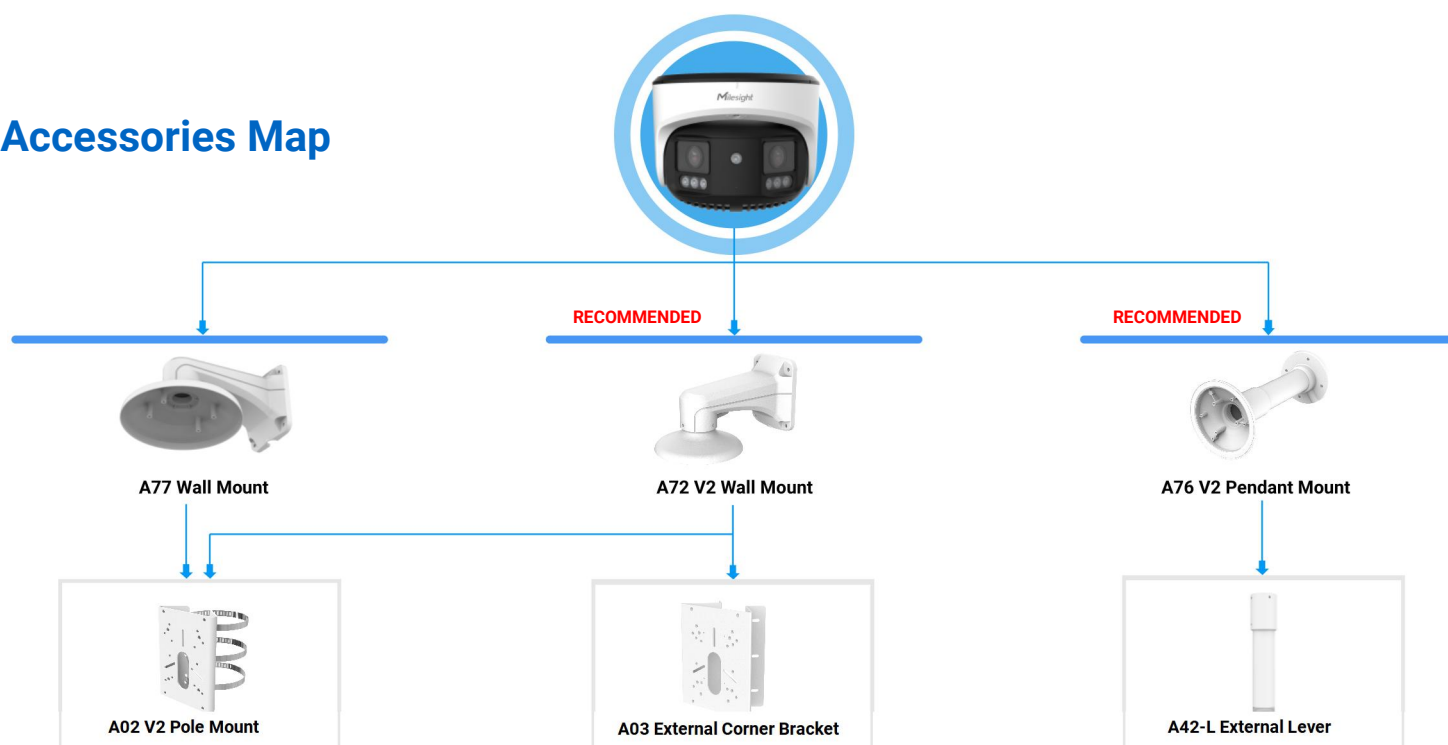 Milesight
Accessories Map
RECOMMENDED
RECOMMENDED
A77 Wall Mount
A72 V2 Wall Mount
A76 V2 Pendant Mount
A02 V2 Pole Mount
A03 External Corner Bracket
A42-L External Lever